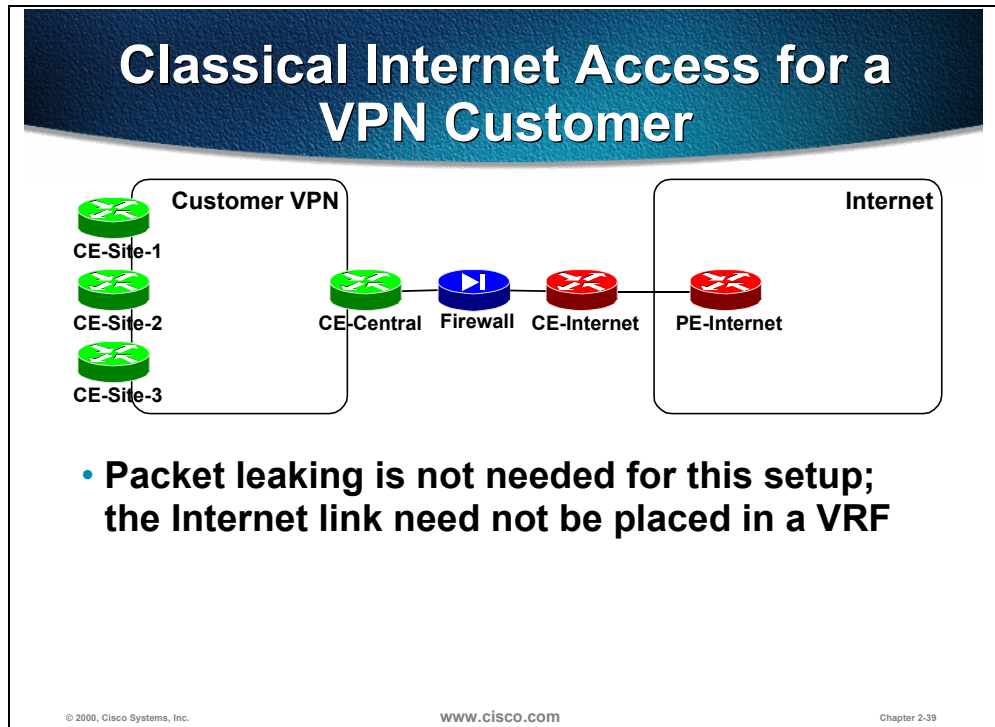 Classical Internet Access for a
VPN Customer
Customer VPN
Internet
CE-Site-1
CE-Site-2
CE-Site-3
CE-Central
Firewall
CE-Internet
PE-Internet
• Packet leaking is not needed for this setup;
the Internet link need not be placed in a VRF
© 2000, Cisco Systems, Inc.
www.cisco.com
Chapter 2-39